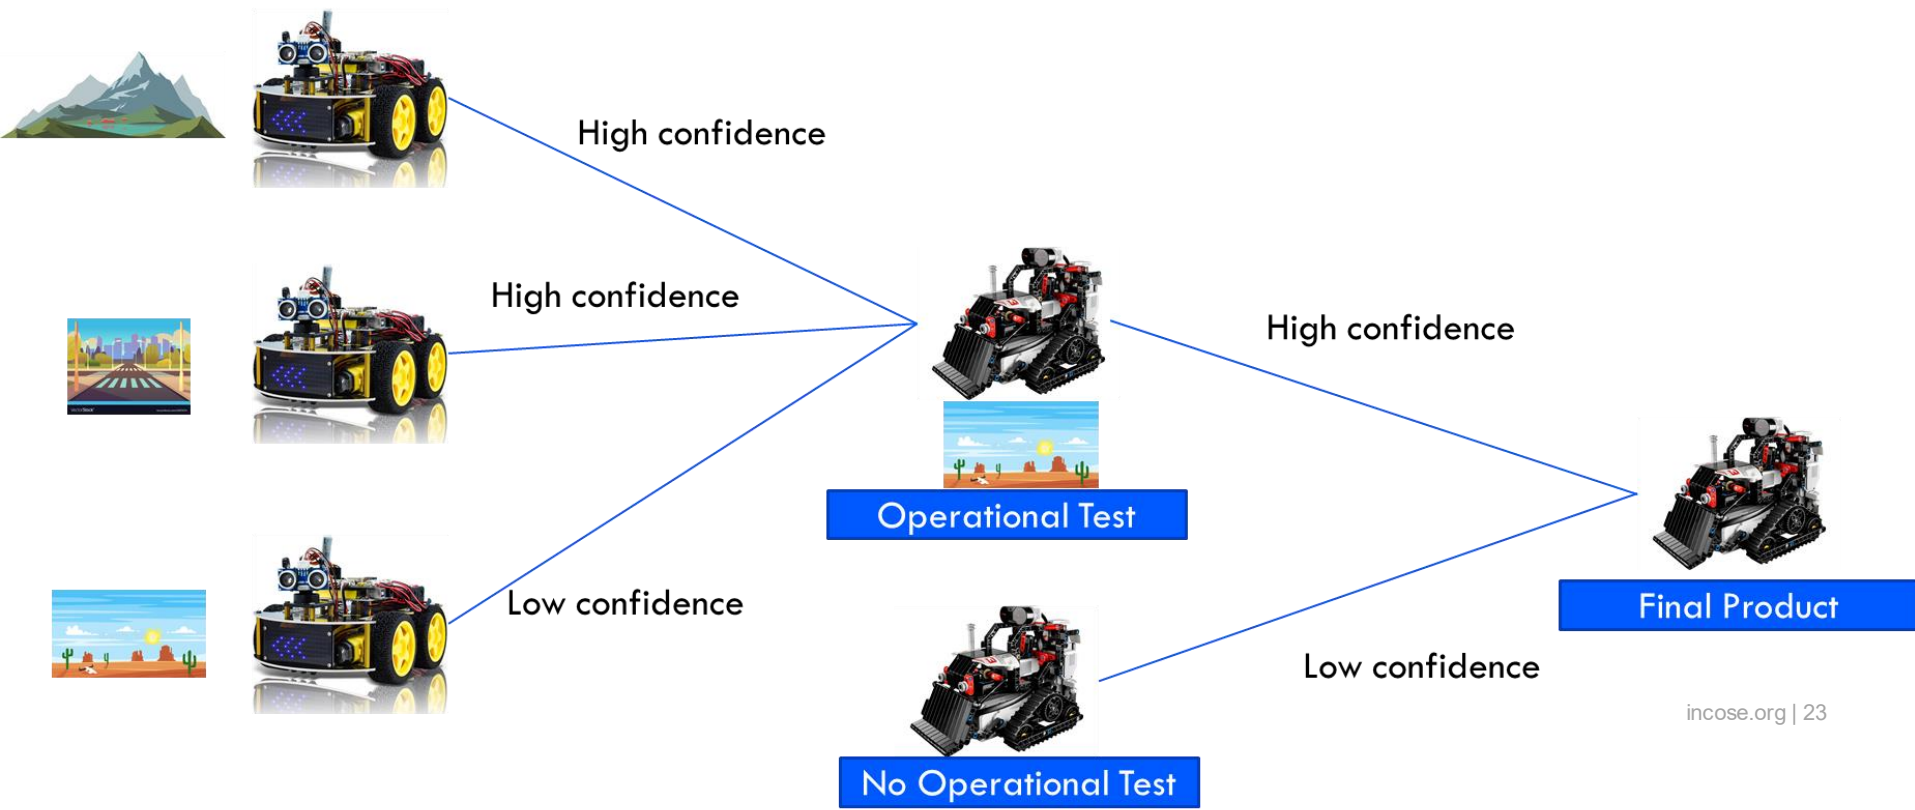 High confidence
High confidence
High confidence
Operational Test
Low confidence
Final Product
Low confidence
incose.org | 23
No Operational Test